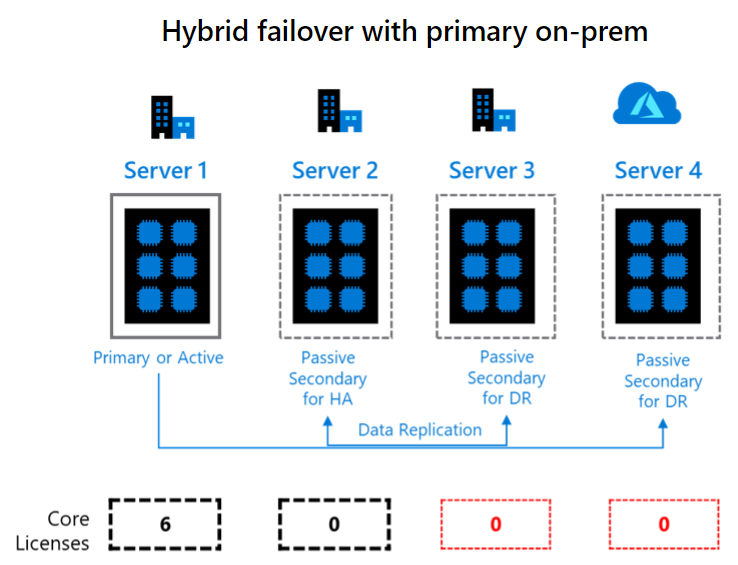 Hybrid failover with primary on-prem
Server 1
Server 2
Server 3
Server 4
Primary or Active
Passive
Secondary
for HA
Passive
Secondary
for DR
Passive
Secondary
for DR
Data Replication
Core
Licenses
6
0
0
0